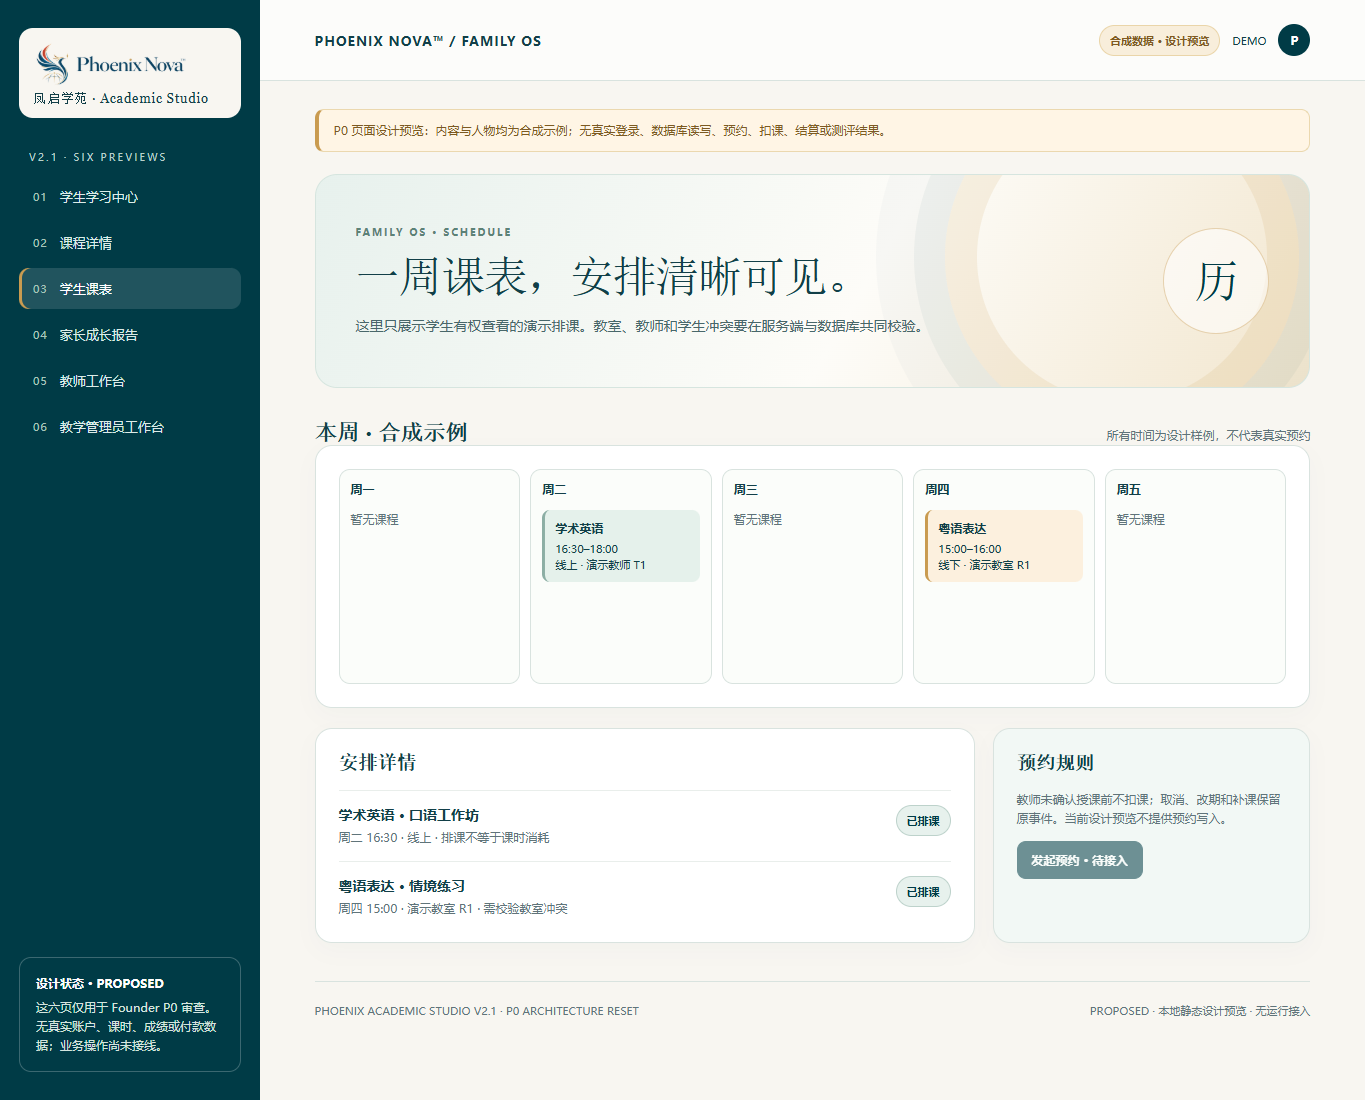 Phoenix Nova™
凤启学苑 · Academic Studio
V2.1 · SIX PREVIEWS
01 学生学习中心
02 课程详情
03 学生课表
04 家长成长报告
05 教师工作台
06 教学管理员工作台
设计状态 • PROPOSED
这六页仅用于 Founder P0 审查。
无真实账户、课时、成绩或付款数
据；业务操作尚未接线。
PHOENIX NOVA™ / FAMILY OS
合成数据 • 设计预览
DEMO
P
P0 页面设计预览：内容与人物均为合成示例；无真实登录、数据库读写、预约、扣课、结算或测评结果。
FAMILY OS • SCHEDULE
一周课表，安排清晰可见。
这里只展示学生有权查看的演示排课。教室、教师和学生冲突要在服务端与数据库共同校验。
历
本周 · 合成示例
所有时间为设计样例，不代表真实预约
周一
暂无课程
周二
学术英语
16:30–18:00
线上 · 演示教师 T1
周三
暂无课程
周四
粤语表达
15:00–16:00
线下 · 演示教室 R1
周五
暂无课程
安排详情
学术英语 • 口语工作坊
周二 16:30 · 线上 · 排课不等于课时消耗
已排课
粤语表达 • 情境练习
周四 15:00 · 演示教室 R1 · 需校验教室冲突
已排课
预约规则
教师未确认授课前不扣课；取消、改期和补课保留
原事件。当前设计预览不提供预约写入。
发起预约 • 待接入
PHOENIX ACADEMIC STUDIO V2.1 · P0 ARCHITECTURE RESET
PROPOSED · 本地静态设计预览 · 无运行接入